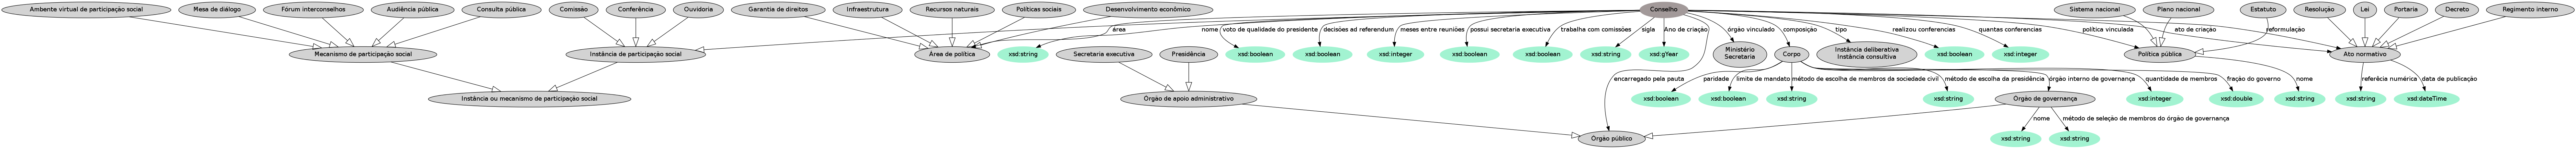 Ambente virtual de participação social
Mesa de diálogo
Fórum interconselhos
Audiência pública
Consulta pública
Comissão
Conferência
Ouvidoria
Garantia de direitos
Infraestrutura
Recursos naturais
Políticas sociais
Desenvolvimento econômico
Conselho
Sistema nacional
Plano nacional
Estatuto
Resolução
Lei
Portaria
Decreto
Regimento interno
área
nome
voto de qualidade do presidente
decisões ad referendum
meses entre reuniões
possui secretaria executiva
trabalha com comissões
sigla
Ano de criação
órgão vinculado
composição
tipo
realizou conferencias
quantas conferencias
política vinculada
ato de criação
reformulação
Mecanismo de participação social
Instância de participação social
Área de política
xsd:string
Secretaria executiva
Presidência
xsd:boolean
xsd:boolean
xsd:integer
xsd:boolean
xsd:boolean
xsd:string
xsd:gYear
Ministério
Secretaria
Corpo
Instância deliberativa
Instância consultiva
xsd:boolean
xsd:integer
Política pública
Ato normativo
encarregado pela pauta
paridade
limite de mandato
método de escolha de membros da sociedade civil
método de escolha da presidência
órgão interno de governança
quantidade de membros
fração do governo
nome
referêcia numérica
data de publicação
Instância ou mecanismo de participação social
Órgão de apoio administrativo
xsd:boolean
xsd:boolean
xsd:string
xsd:string
Órgão de governança
xsd:integer
xsd:double
xsd:string
xsd:string
xsd:dateTime
nome
método de seleção de membros do órgão de governança
Órgão público
xsd:string
xsd:string